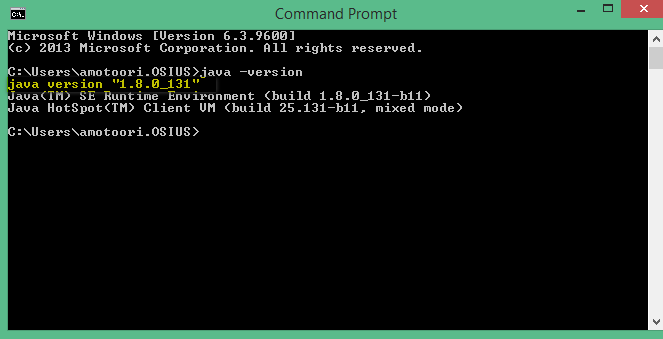 Command Prompt
Microsoft Windows [Version 6.3.9600]
(c) 2013 Microsoft Corporation. All rights reserved.
C:\Users\amotoori.OSIUS>java -version
java version "1.8.0_131"
Java(TM) SE Runtime Environment (build 1.8.0_131-b11)
Java HotSpot(TM) Client VM (build 25.131-b11, mixed mode)
C:\Users\amotoori.OSIUS>